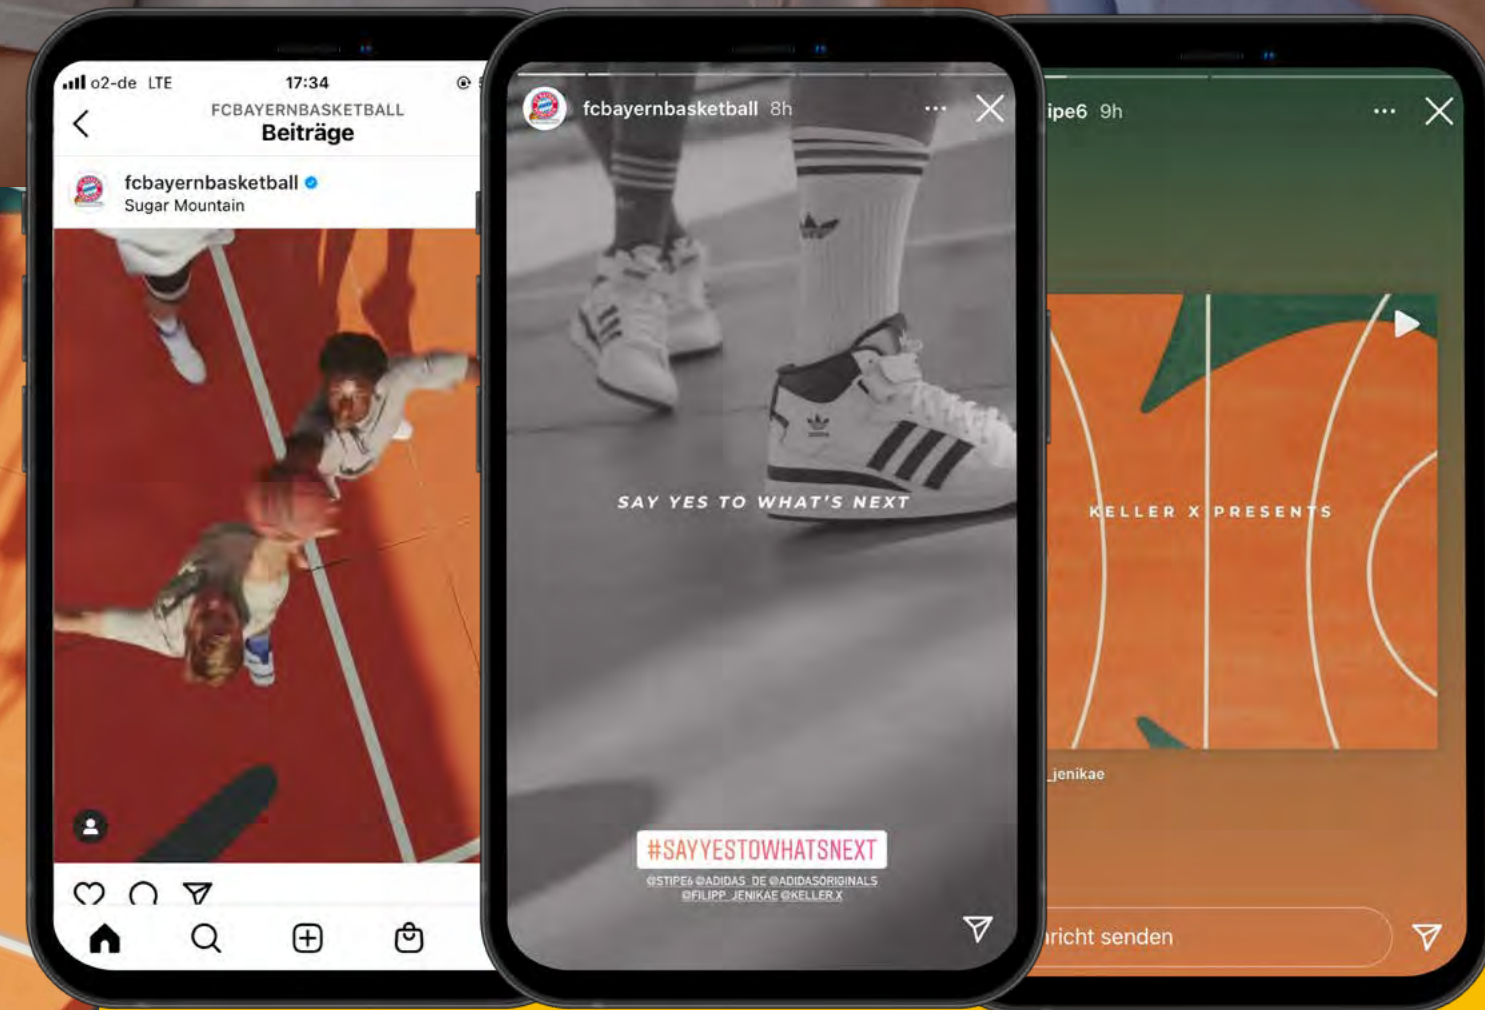 o2-de LTE
17:34
FCBAYERNBASKETBALL
Beiträge
fcbayernbasketball
Sugar Mountain
fcbayernbasketball 8h
SAY YES TO WHAT'S NEXT
#SAYYESTOWHATSNEXT
@STIPE6 @ADIDAS_DE @ADIDASORIGINALS
@FILIPP_JENIKAE @KELLER.X
ipe6 9h
KELLER X PRESENTS
_jenikae
richt senden